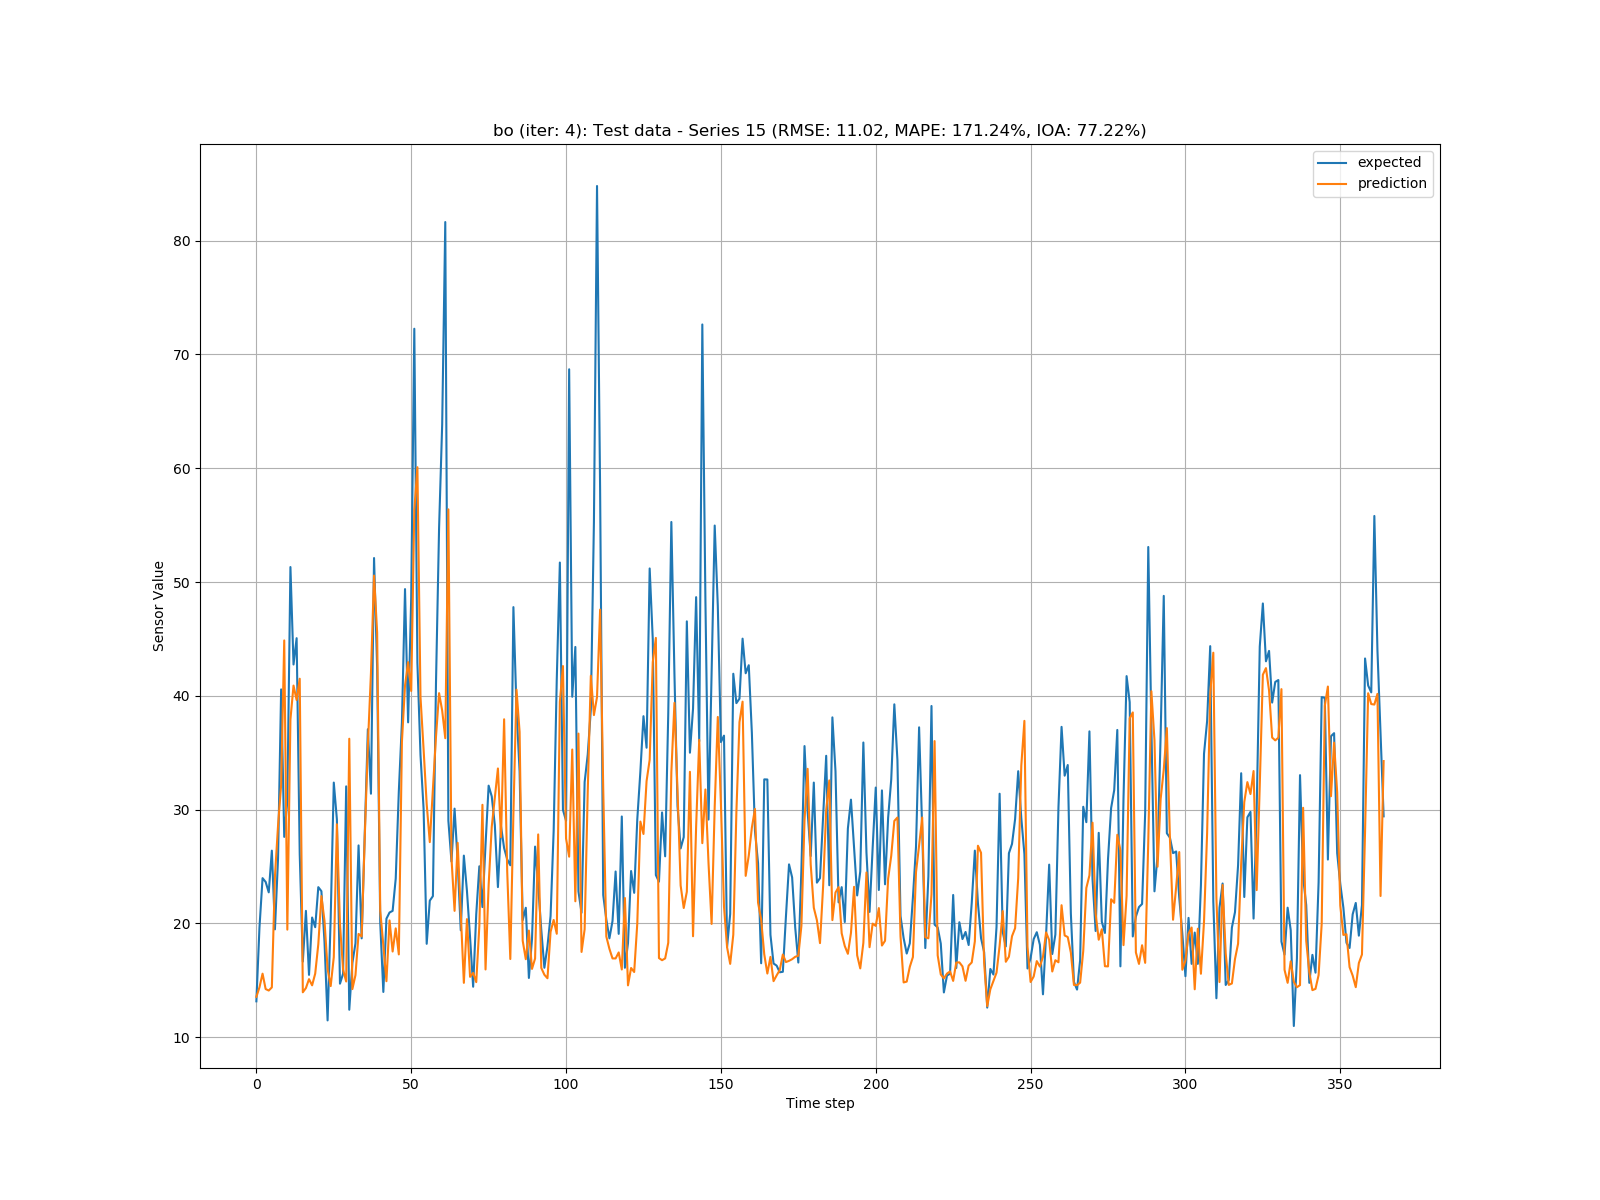 bo (iter: 4): Test data - Series 15 (RMSE: 11.02, MAPE: 171.24%, IOA: 77.22%)
expected
prediction
80
70
60
50
40
30
20
10
Sensor Value
0 50 100 150 200 250 300 350
Time step